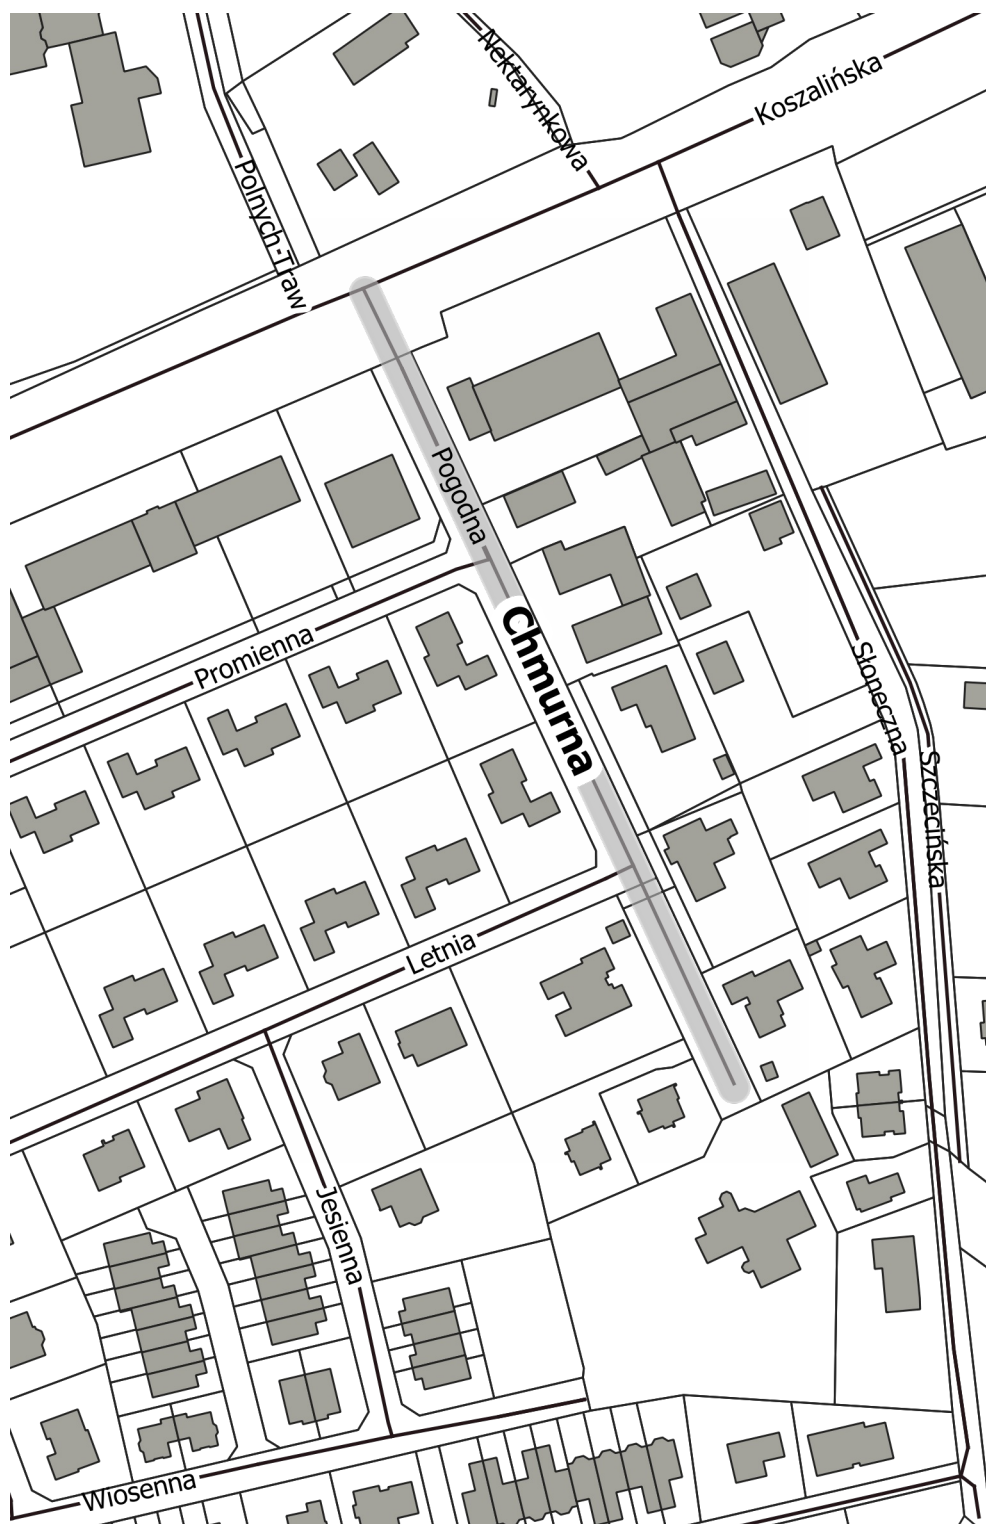 Nektarynkowa
Koszalińska
Polnych-Traw
Pogodna
Promienna
Chmurna
Słoneczna
Szczecińska
Letnia
Jesienna
Wiosenna